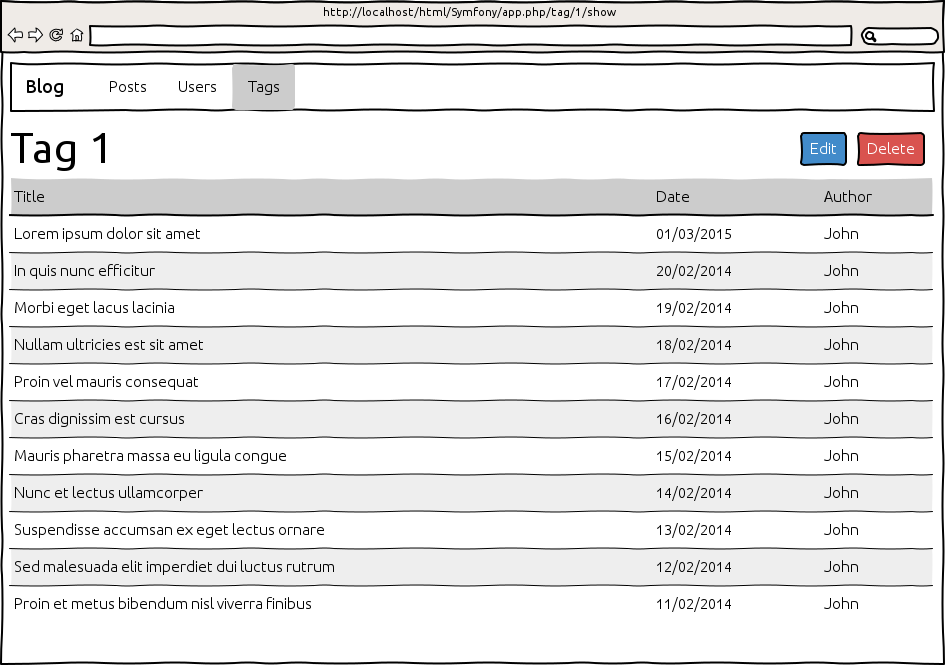 http://localhost/html/Symfony/app.php/tag/1/show
Blog Posts Users Tags
Tag 1 Edit Delete
Title Date Author
Lorem ipsum dolor sit amet 01/03/2015 John
In quis nunc efficitur 20/02/2014 John
Morbi eget lacus lacinia 19/02/2014 John
Nullam ultricies est sit amet 18/02/2014 John
Proin vel mauris consequat 17/02/2014 John
Cras dignissim est cursus 16/02/2014 John
Mauris pharetra massa eu ligula congue 15/02/2014 John
Nunc et lectus ullamcorper 14/02/2014 John
Suspendisse accumsan ex eget lectus ornare 13/02/2014 John
Sed malesuada elit imperdiet dui luctus rutrum 12/02/2014 John
Proin et metus bibendum nisl viverra finibus 11/02/2014 John